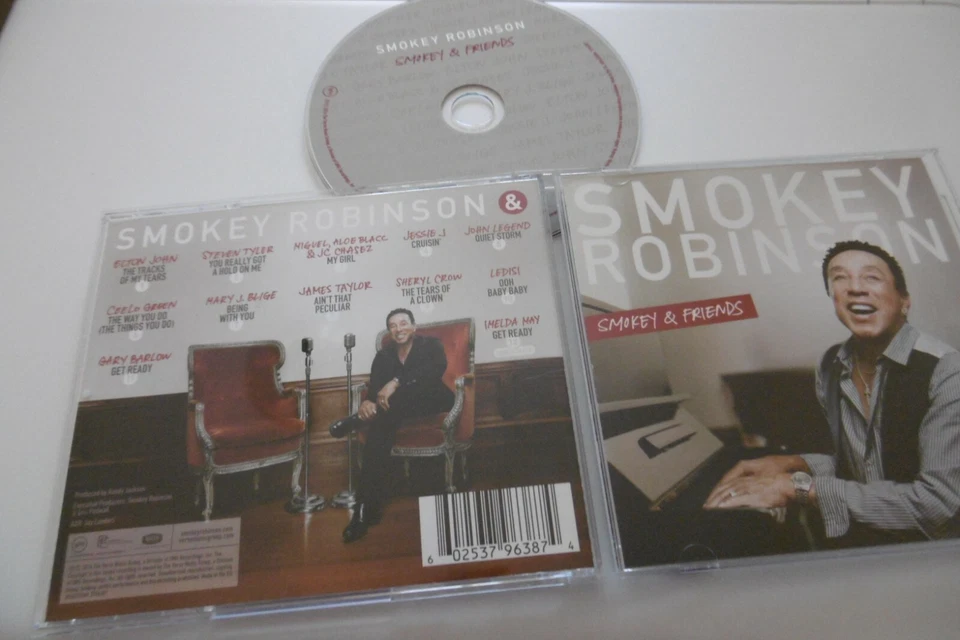 SMOKEY ROBINSON
SMOKEY & FRIENDS
SMOKEY ROBINSON &
ELTON JOHN
THE TRACKS
OF MY TEARS
STEVEN TYLER
YOU REALLY GOT
A HOLD ON ME
MIGUEL, ALOE BLACC
& JC CHASEZ
MY GIRL
JESSIE J
CRUISIN'
JOHN LEGEND
QUIET STORM
CEELO GREEN
THE WAY YOU DO
(THE THINGS YOU DO)
MARY J. BLIGE
BEING
WITH YOU
JAMES TAYLOR
AIN'T THAT
PECULIAR
SHERYL CROW
THE TEARS OF
A CLOWN
LEDISI
OOH
BABY BABY
GARY BARLOW
GET READY
IMELDA MAY
GET READY
Produced by Randy Jackson
6 02537 96387 4
SMOKEY
ROBINSON
SMOKEY & FRIENDS